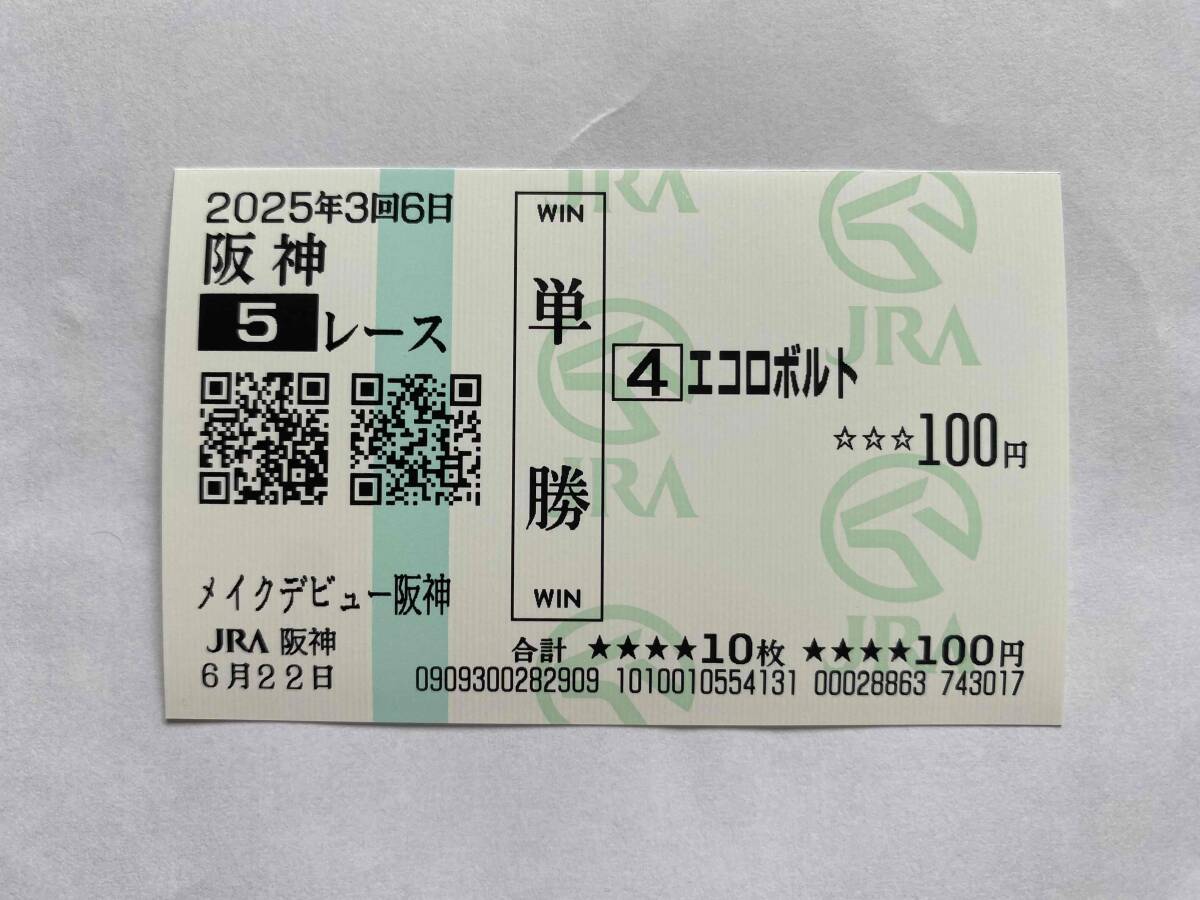 2025年3回6日
阪神
5レース
メイクデビュー阪神
JRA 阪神
6月22日
WIN
単勝
WIN
4 エコロボルト
☆☆☆100円
合計 ★★★★10枚 ★★★★100円
0909300282909 1010010554131 00028863 743017
JRA
JRA
JRA
JRA